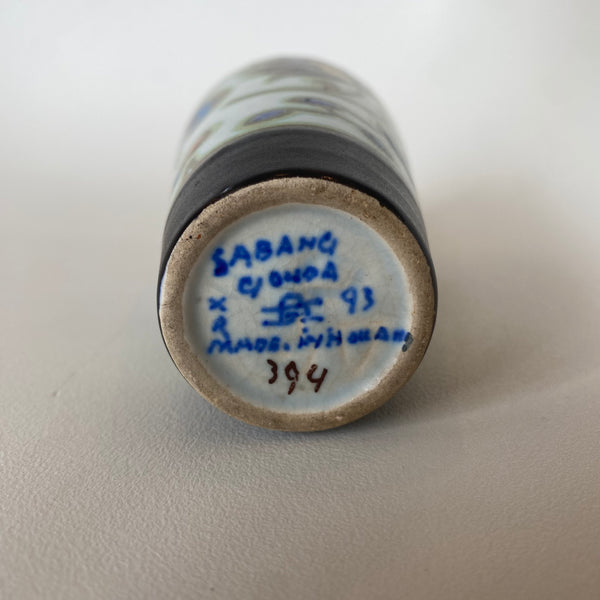 SABANG
GOUDA
X 93
R
MADE. IN HOLLAND
394